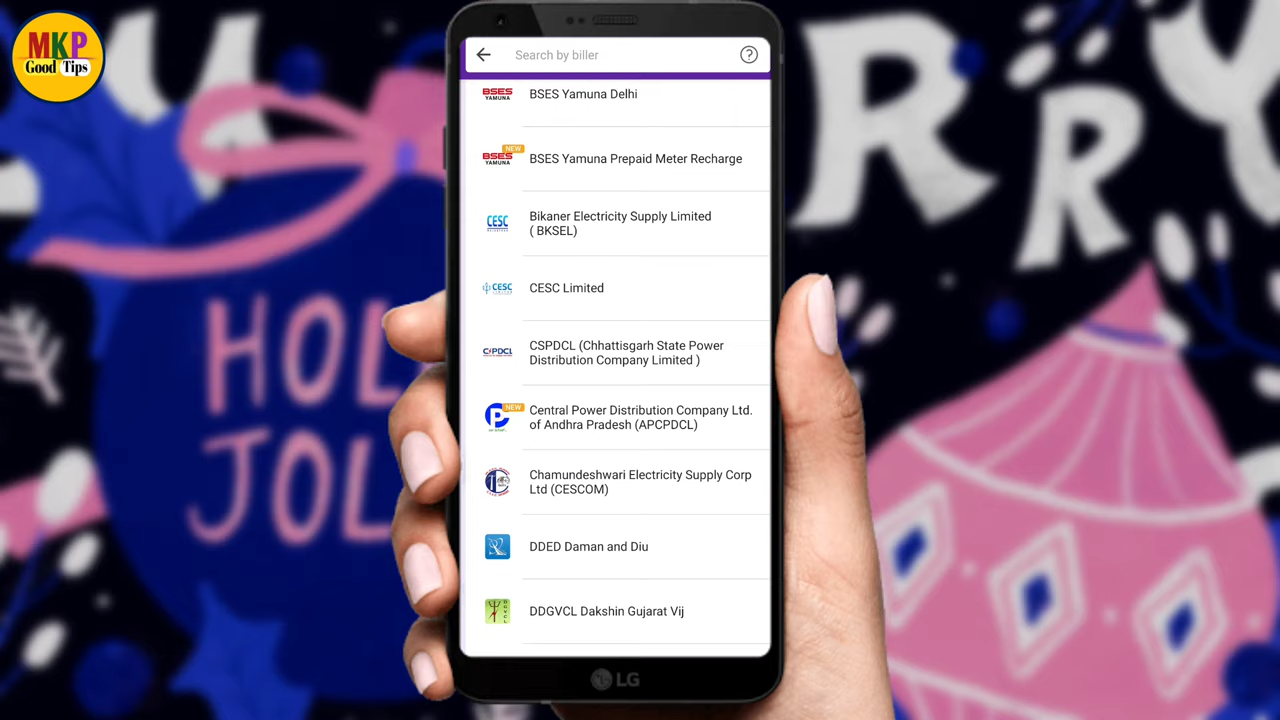 MKP
Good Tips
Search by biller
BSES
YAMUNA
BSES Yamuna Delhi
NEW
BSES
YAMUNA
BSES Yamuna Prepaid Meter Recharge
CESC
Bikaner Electricity Supply Limited
( BKSEL)
CESC
CESC Limited
CSPDCL
CSPDCL (Chhattisgarh State Power
Distribution Company Limited )
NEW
Central Power Distribution Company Ltd.
of Andhra Pradesh (APCPDCL)
Chamundeshwari Electricity Supply Corp
Ltd (CESCOM)
DDED Daman and Diu
DGVCL
DDGVCL Dakshin Gujarat Vij
LG
HOL
JOL
RRY